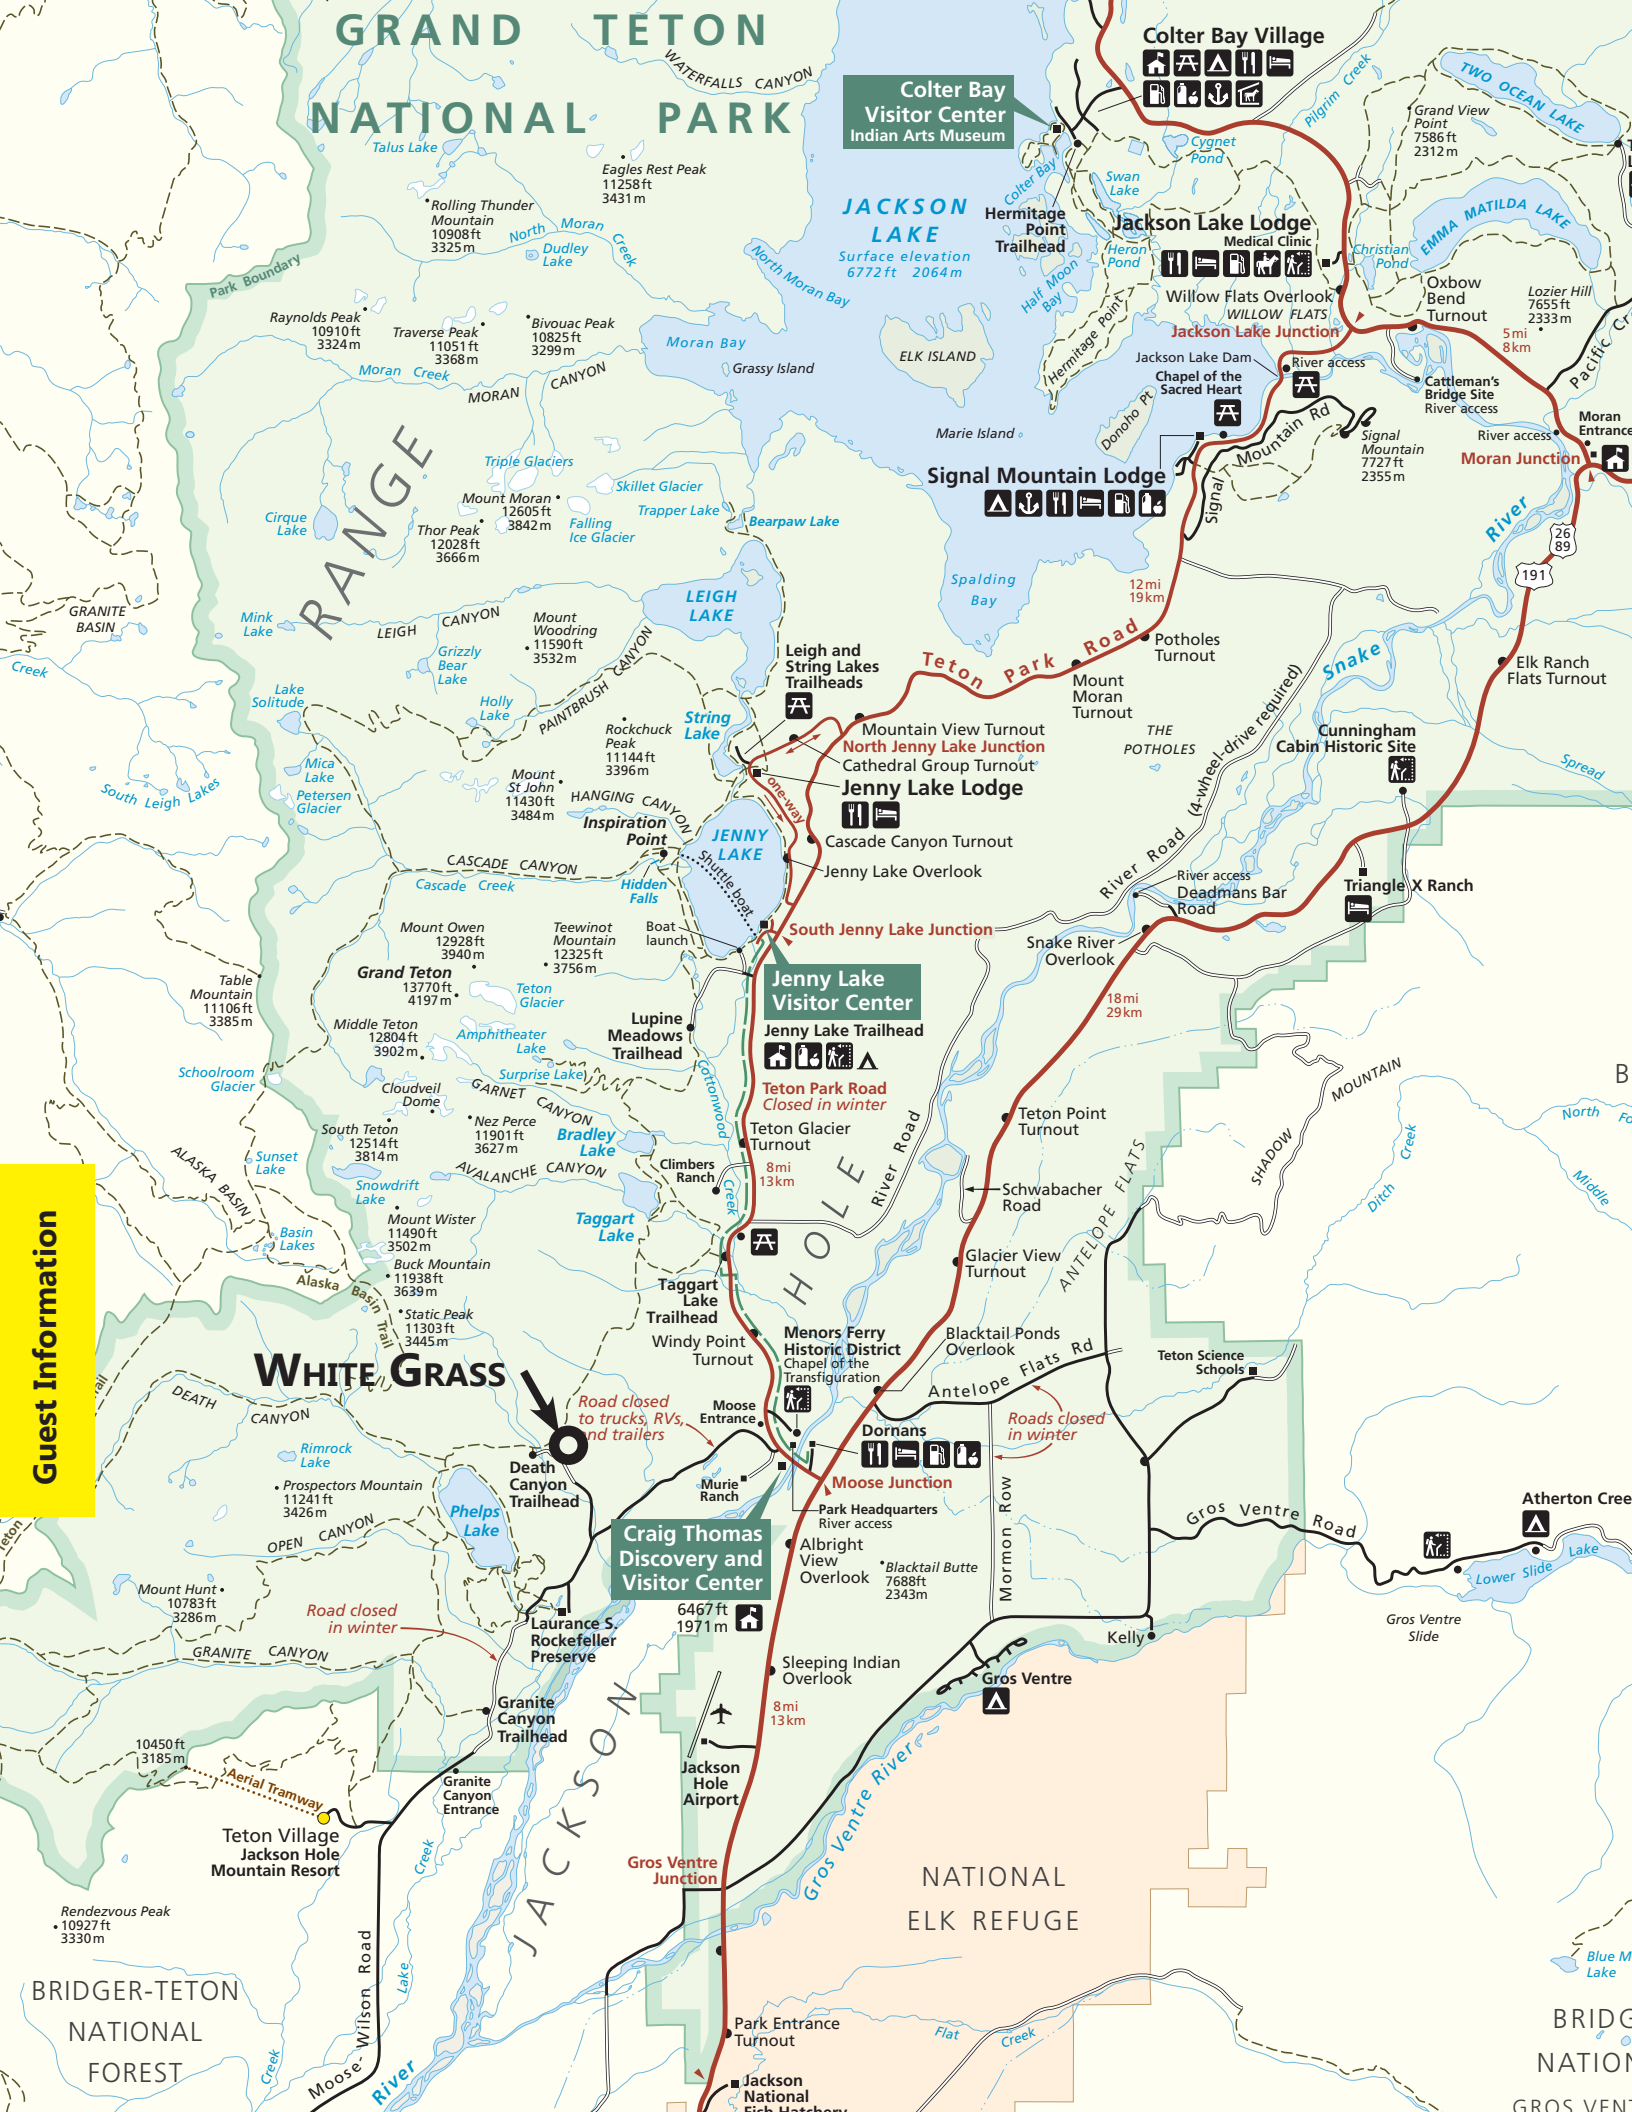 GRAND TETON
NATIONAL PARK
WATERFALLS CANYON
Talus Lake
Eagles Rest Peak
11258 ft
3431 m
Rolling Thunder
Mountain
10908 ft
3325 m
North Moran Creek
Dudley
Lake
Park Boundary
Raynolds Peak
10910 ft
3324 m
Traverse Peak
11051 ft
3368 m
Bivouac Peak
10825 ft
3299 m
Moran Creek
MORAN CANYON
JACKSON
LAKE
Surface elevation
6772 ft 2064 m
North Moran Bay
Moran Bay
Grassy Island
ELK ISLAND
Marie Island
Donoho Pt
Spalding
Bay
Colter Bay Village
Colter Bay
Visitor Center
Indian Arts Museum
Colter Bay
Hermitage
Point
Trailhead
Half Moon
Bay
Hermitage Point
Swan
Lake
Heron
Pond
Cygnet
Pond
Pilgrim Creek
TWO OCEAN LAKE
Grand View
Point
7586 ft
2312 m
EMMA MATILDA LAKE
Christian
Pond
Jackson Lake Lodge
Medical Clinic
Willow Flats Overlook
WILLOW FLATS
Jackson Lake Junction
Oxbow
Bend
Turnout
Lozier Hill
7655 ft
2333 m
5 mi
8 km
Pacific Cr
Jackson Lake Dam
River access
Chapel of the
Sacred Heart
Cattleman's
Bridge Site
River access
Moran
Entrance
River access
Moran Junction
Signal Mountain Rd
Signal
Mountain
7727 ft
2355 m
Signal Mountain Lodge
River
26
89
191
RANGE
Triple Glaciers
Skillet Glacier
Mount Moran
12605 ft
3842 m
Falling
Ice Glacier
Trapper Lake
Bearpaw Lake
Cirque
Lake
Thor Peak
12028 ft
3666 m
GRANITE
BASIN
Mink
Lake
LEIGH CANYON
LEIGH
LAKE
Mount
Woodring
11590 ft
3532 m
Grizzly
Bear
Lake
Creek
Lake
Solitude
Holly
Lake
PAINTBRUSH CANYON
Leigh and
String Lakes
Trailheads
String
Lake
Rockchuck
Peak
11144 ft
3396 m
12 mi
19 km
Teton Park Road
Potholes
Turnout
Mount
Moran
Turnout
Snake
Elk Ranch
Flats Turnout
Mountain View Turnout
North Jenny Lake Junction
Cathedral Group Turnout
Jenny Lake Lodge
one-way
THE
POTHOLES
River Road (4-wheel-drive required)
Cunningham
Cabin Historic Site
Spread
Mica
Lake
Petersen
Glacier
South Leigh Lakes
Mount
St John
11430 ft
3484 m
HANGING CANYON
Inspiration
Point
JENNY
LAKE
Shuttle boat
Cascade Canyon Turnout
Jenny Lake Overlook
CASCADE CANYON
Cascade Creek
Hidden
Falls
River access
Deadmans Bar
Road
Triangle X Ranch
Boat
launch
South Jenny Lake Junction
Snake River
Overlook
Mount Owen
12928 ft
3940 m
Teewinot
Mountain
12325 ft
3756 m
Grand Teton
13770 ft
4197 m
Teton
Glacier
Table
Mountain
11106 ft
3385 m
Jenny Lake
Visitor Center
Jenny Lake Trailhead
18 mi
29 km
Middle Teton
12804 ft
3902 m
Amphitheater
Lake
Surprise Lake
Lupine
Meadows
Trailhead
Cottonwood Creek
Schoolroom
Glacier
Cloudveil
Dome
GARNET CANYON
Teton Park Road
Closed in winter
SHADOW MOUNTAIN
B
North Fo
South Teton
12514 ft
3814 m
Nez Perce
11901 ft
3627 m
Bradley
Lake
Teton Glacier
Turnout
Teton Point
Turnout
River Road
ALASKA BASIN
Sunset
Lake
AVALANCHE CANYON
Climbers
Ranch
8 mi
13 km
ANTELOPE FLATS
Ditch Creek
Middle
Guest Information
Snowdrift
Lake
Schwabacher
Road
Mount Wister
11490 ft
3502 m
Taggart
Lake
Basin
Lakes
Glacier View
Turnout
Buck Mountain
11938 ft
3639 m
Alaska Basin Trail
Taggart
Lake
Trailhead
Static Peak
11303 ft
3445 m
Windy Point
Turnout
Menors Ferry
Historic District
Chapel of the
Transfiguration
Blacktail Ponds
Overlook
Antelope Flats Rd
Teton Science
Schools
WHITE GRASS
DEATH CANYON
Road closed
to trucks, RVs,
and trailers
Moose
Entrance
Roads closed
in winter
Dornans
Rimrock
Lake
Death
Canyon
Trailhead
Murie
Ranch
Moose Junction
Prospectors Mountain
11241 ft
3426 m
Phelps
Lake
Park Headquarters
River access
Mormon Row
Gros Ventre Road
Atherton Cree
OPEN CANYON
Craig Thomas
Discovery and
Visitor Center
6467 ft
1971 m
Albright
View
Overlook
Blacktail Butte
7688ft
2343m
Lower Slide Lake
Mount Hunt
10783 ft
3286 m
Road closed
in winter
Laurance S.
Rockefeller
Preserve
Gros Ventre
Slide
Kelly
GRANITE CANYON
Sleeping Indian
Overlook
Gros Ventre
Granite
Canyon
Trailhead
8 mi
13 km
10450 ft
3185 m
Aerial Tramway
Granite
Canyon
Entrance
Jackson
Hole
Airport
JACKSON HOLE
Teton Village
Jackson Hole
Mountain Resort
Gros Ventre
Junction
Gros Ventre River
NATIONAL
ELK REFUGE
Rendezvous Peak
10927 ft
3330 m
Lake Creek
BRIDGER-TETON
NATIONAL
FOREST
Moose-Wilson Road
Creek
River
Park Entrance
Turnout
Flat Creek
Jackson
National
Fish Hatchery
Blue M
Lake
BRIDG
NATION
GROS VENT